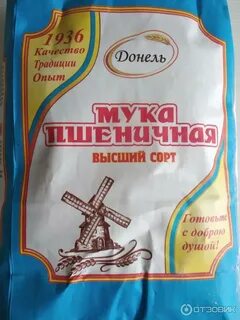 1936
Качество
Традиции
Опыт
Донель
МУКА
ПШЕНИЧНАЯ
ВЫСШИЙ СОРТ
Готовьте
с доброю
душой!
ОТЗОВИК